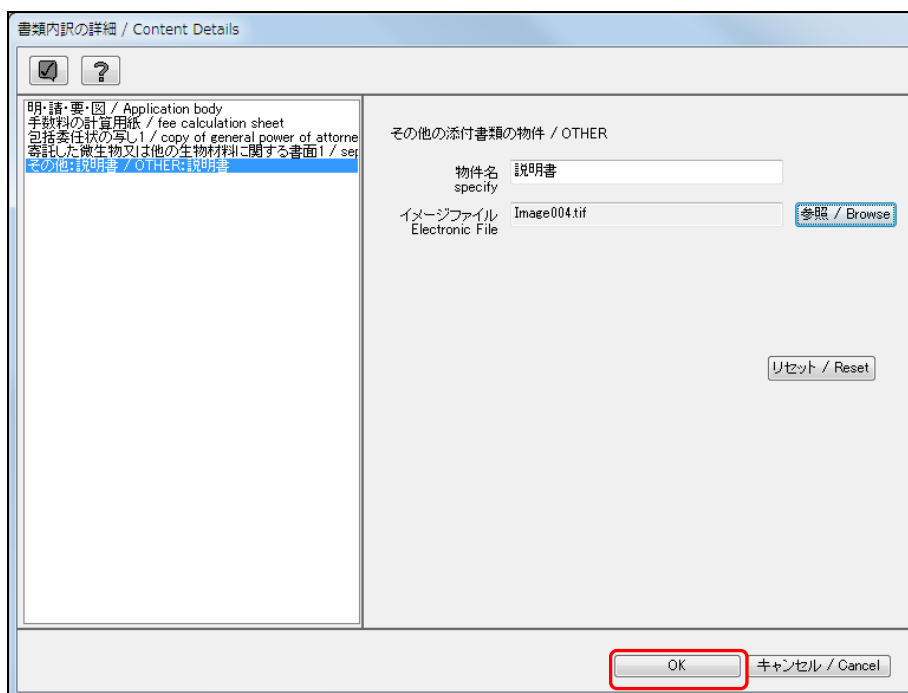 書類内訳の詳細 / Content Details
?
明・請・要・図 / Application body
手数料の計算用紙 / fee calculation sheet
包括委任状の写し1 / copy of general power of attorne
寄託した微生物又は他の生物材料に関する書面1 / sep
その他:説明書 / OTHER:説明書
その他の添付書類の物件 / OTHER
物件名 説明書
specify
イメージファイル Image004.tif 参照 / Browse
Electronic File
リセット / Reset
OK キャンセル / Cancel